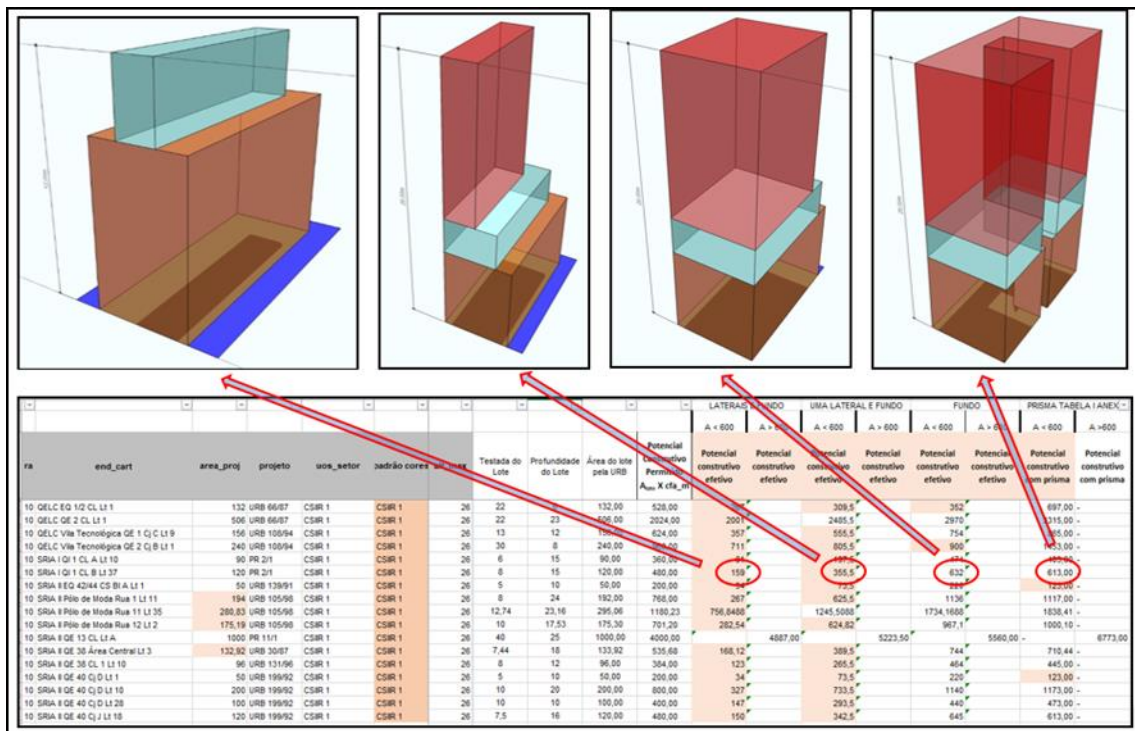 LATERAIS E FUNDO UMA LATERAL E FUNDO FUNDO PRISMA TABELA I ANEX
A < 600 A > 600 A < 600 A > 600 A < 600 A > 600 A < 600 A >600
ra end_cart area_proj projeto uos_setor padrão cores alt_max Testada do Lote Profundidade do Lote Área do lote pela URB Potencial Construtivo Permitido Potencial construtivo efetivo Potencial construtivo efetivo Potencial construtivo efetivo Potencial construtivo efetivo Potencial construtivo efetivo Potencial construtivo efetivo Potencial construtivo com prisma Potencial construtivo com prisma
10 QELC EQ 1/2 CL Lt 1 132 URB 66/87 CSIIR 1 CSIIR 1 26 22 132,00 528,00 309,5 352 697,00 -
10 QELC QE 2 CL Lt 1 506 URB 66/87 CSIIR 1 CSIIR 1 26 22 23 506,00 2024,00 2001 2485,5 2970 -
10 QELC Vila Tecnológica QE 1 Cj C Lt 9 156 URB 108/94 CSIIR 1 CSIIR 1 26 13 12 624,00 357 555,5 754 -
10 QELC Vila Tecnológica QE 2 Cj B Lt 1 240 URB 108/94 CSIIR 1 CSIIR 1 26 30 8 240,00 711 805,5 900 -
10 SRIA I QI 1 CL A Lt 10 90 PR 2/1 CSIIR 1 CSIIR 1 26 6 15 90,00 360,00 -
10 SRIA I QI 1 CL B Lt 37 120 PR 2/1 CSIIR 1 CSIIR 1 26 8 15 120,00 480,00 159 355,5 632 613,00 -
10 SRIA II EQ 42/44 CS Bl A Lt 1 50 URB 139/91 CSIIR 1 CSIIR 1 26 5 10 50,00 200,00 -
10 SRIA II Pólo de Moda Rua 1 Lt 11 194 URB 105/98 CSIIR 1 CSIIR 1 26 8 24 192,00 768,00 267 625,5 1136 1117,00 -
10 SRIA II Pólo de Moda Rua 11 Lt 35 280,83 URB 105/98 CSIIR 1 CSIIR 1 26 12,74 23,16 295,06 1180,23 756,8488 1245,5088 1734,1688 1838,41 -
10 SRIA II Pólo de Moda Rua 12 Lt 2 175,19 URB 105/98 CSIIR 1 CSIIR 1 26 10 17,53 175,30 701,20 282,54 624,82 967,1 1000,10 -
10 SRIA II QE 13 CL Lt A 1000 PR 11/1 CSIIR 1 CSIIR 1 26 40 25 1000,00 4000,00 4887,00 5223,50 5560,00 - 6773,00
10 SRIA II QE 38 Área Central Lt 3 132,92 URB 30/87 CSIIR 1 CSIIR 1 26 7,44 18 133,92 535,68 168,12 389,5 744 710,44 -
10 SRIA II QE 38 CL 1 Lt 10 96 URB 131/96 CSIIR 1 CSIIR 1 26 8 12 96,00 384,00 123 265,5 464 445,00 -
10 SRIA II QE 40 Cj D Lt 1 50 URB 199/92 CSIIR 1 CSIIR 1 26 5 10 50,00 200,00 34 73,5 220 123,00 -
10 SRIA II QE 40 Cj D Lt 10 200 URB 199/92 CSIIR 1 CSIIR 1 26 10 20 200,00 800,00 327 733,5 1140 1173,00 -
10 SRIA II QE 40 Cj D Lt 28 100 URB 199/92 CSIIR 1 CSIIR 1 26 10 10 100,00 400,00 147 293,5 440 473,00 -
10 SRIA II QE 40 Cj J Lt 18 120 URB 199/92 CSIIR 1 CSIIR 1 26 7,5 16 120,00 480,00 150 342,5 645 613,00 -